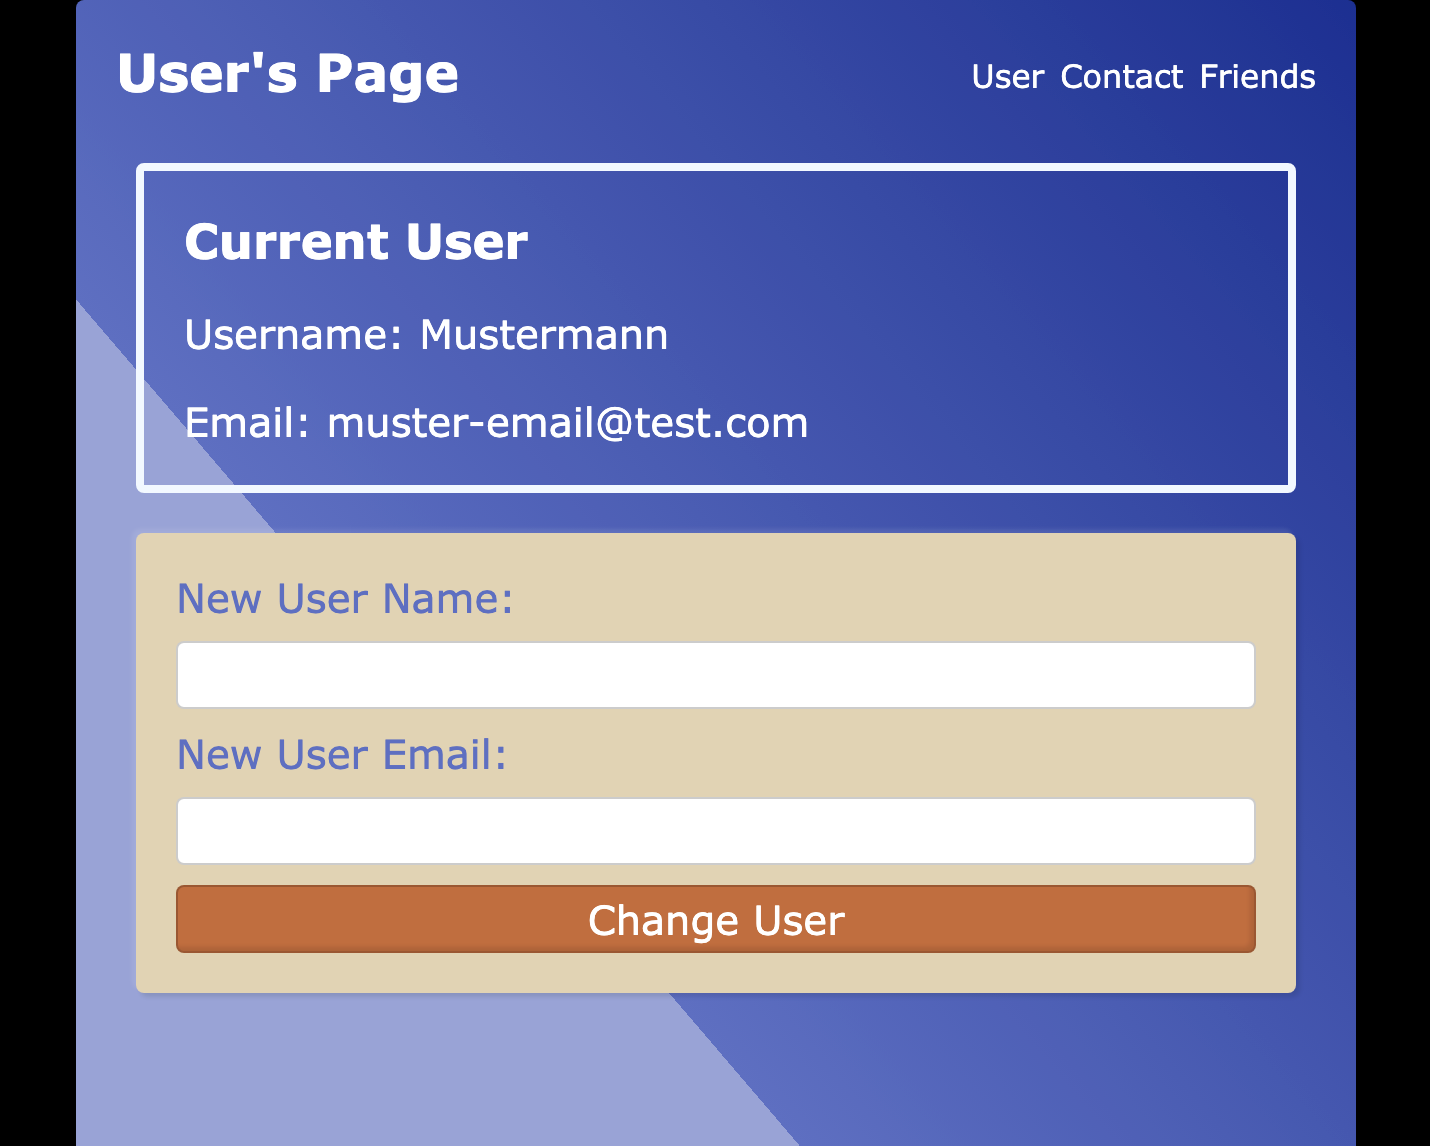 User's Page
User Contact Friends
Current User
Username: Mustermann
Email: muster-email@test.com
New User Name:
New User Email:
Change User